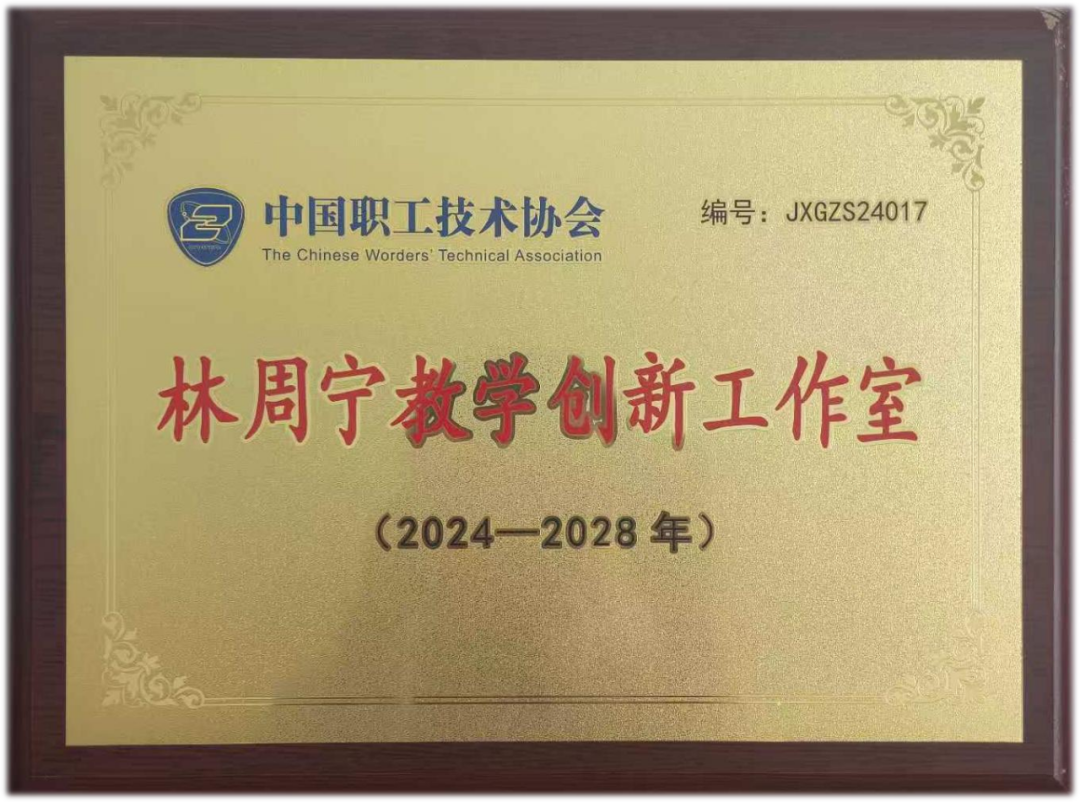 中国职工技术协会
The Chinese Worders' Technical Association
编号：JXGZS24017
林周宁教学创新工作室
（2024—2028 年）